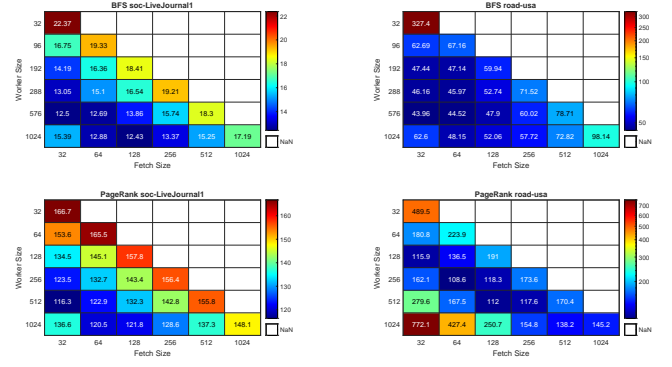 BFS soc-LiveJournal1
32 22.37
96 16.75 19.33
192 14.19 16.36 18.41
288 13.05 15.1 16.54 19.21
576 12.5 12.69 13.86 15.74 18.3
1024 15.39 12.88 12.43 13.37 15.25 17.19
32 64 128 256 512 1024
Fetch Size
Worker Size
22
20
18
16
14
NaN
BFS road-usa
32 327.4
96 62.69 67.16
192 47.44 47.14 59.94
288 46.16 45.97 52.74 71.52
576 43.96 44.52 47.9 60.02 78.71
1024 62.6 48.15 52.06 57.72 72.82 98.14
32 64 128 256 512 1024
Fetch Size
Worker Size
300
250
200
150
100
50
NaN
PageRank soc-LiveJournal1
32 166.7
64 153.6 165.5
128 134.5 145.1 157.8
256 123.5 132.7 143.4 156.4
512 116.3 122.9 132.3 142.8 155.8
1024 136.6 120.5 121.8 128.6 137.3 148.1
32 64 128 256 512 1024
Fetch Size
Worker Size
160
150
140
130
120
NaN
PageRank road-usa
32 489.5
64 180.8 223.9
128 115.9 136.5 191
256 162.1 108.6 118.3 173.6
512 279.6 167.5 112 117.6 170.4
1024 772.1 427.4 250.7 154.8 138.2 145.2
32 64 128 256 512 1024
Fetch Size
Worker Size
700
600
500
400
300
200
NaN